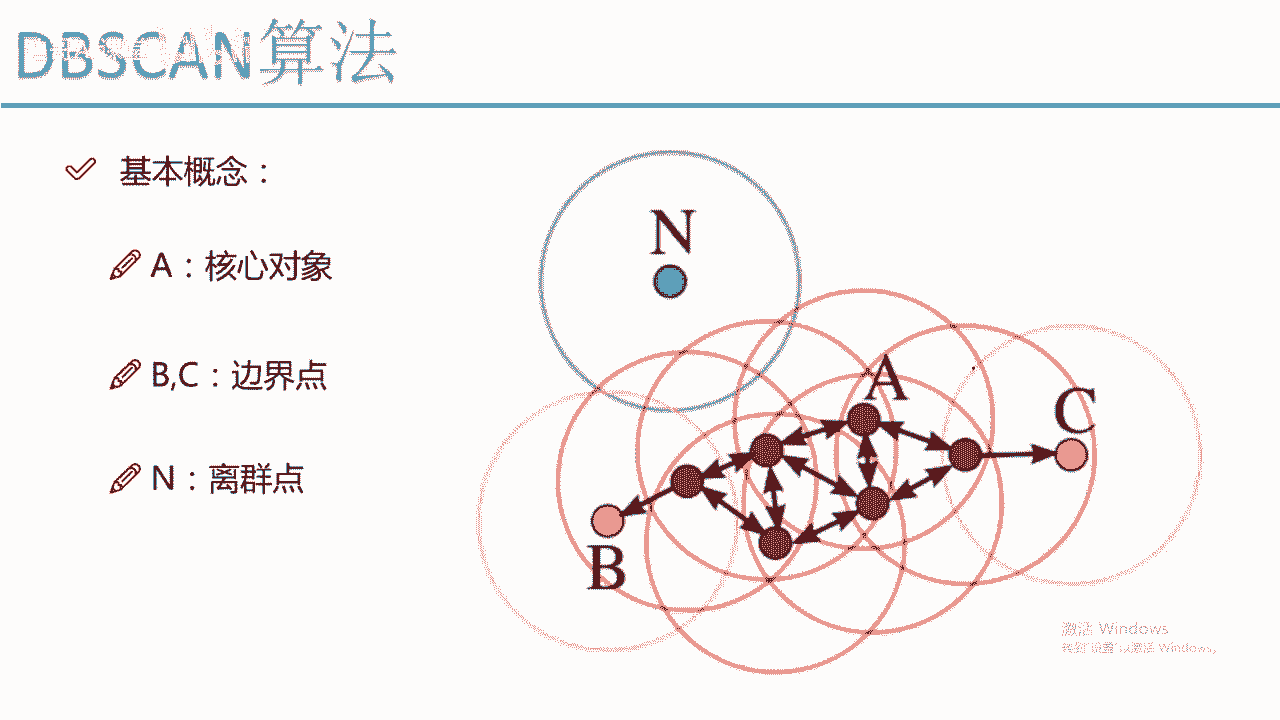 DBSCAN算法
基本概念：
A：核心对象
B,C：边界点
N：离群点
N
A
C
B
激活 Windows
转到"设置"以激活 Windows。